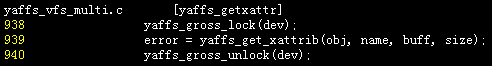 yaffs_vfs_multi.c [yaffs_getxattr]
938 yaffs_gross_lock(dev);
939 error = yaffs_get_xattrib(obj, name, buff, size);
940 yaffs_gross_unlock(dev);